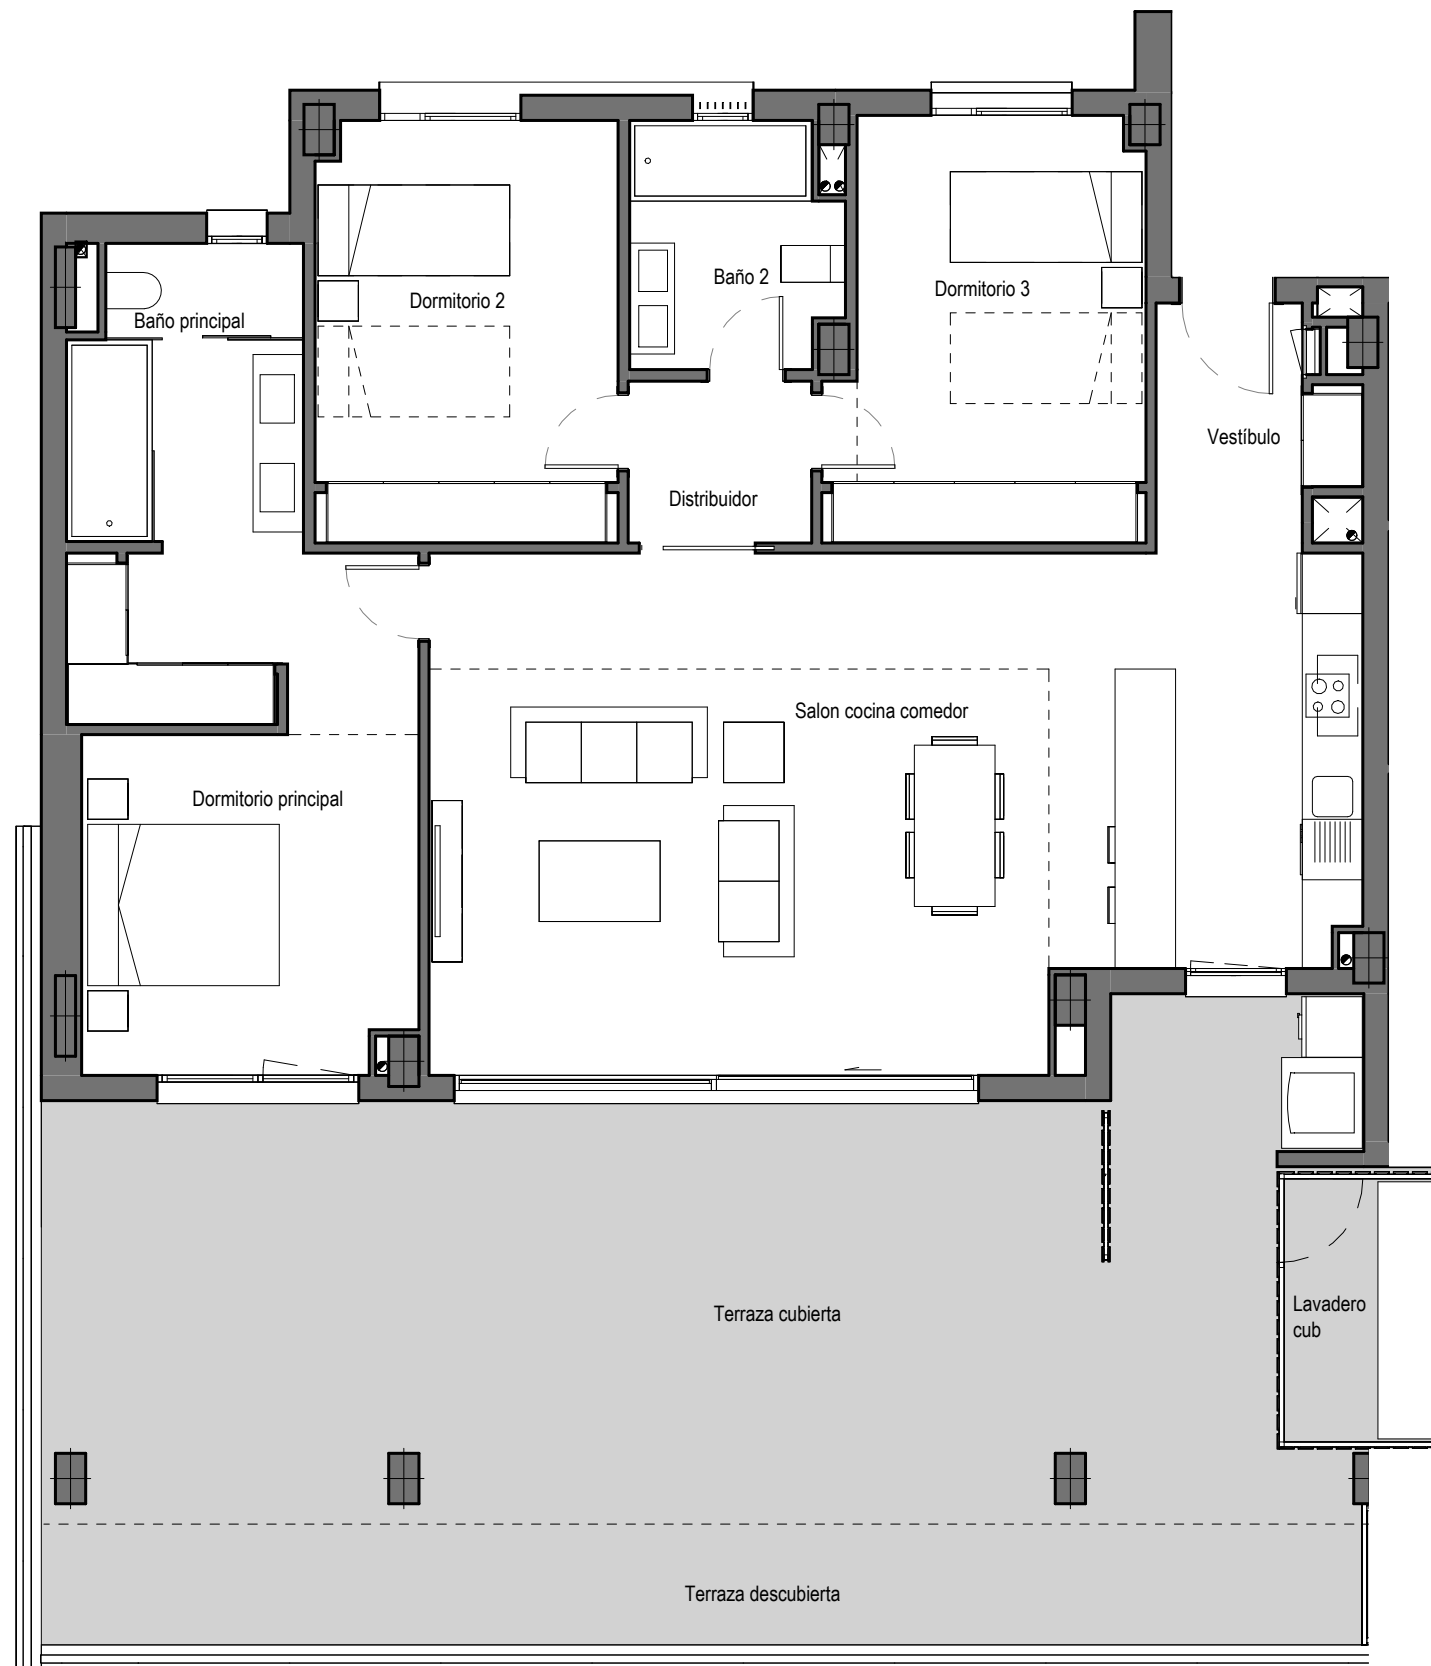 Baño 2
Dormitorio 2
Dormitorio 3
Baño principal
Vestíbulo
Distribuidor
Salon cocina comedor
Dormitorio principal
Terraza cubierta
Lavadero
cub
Terraza descubierta